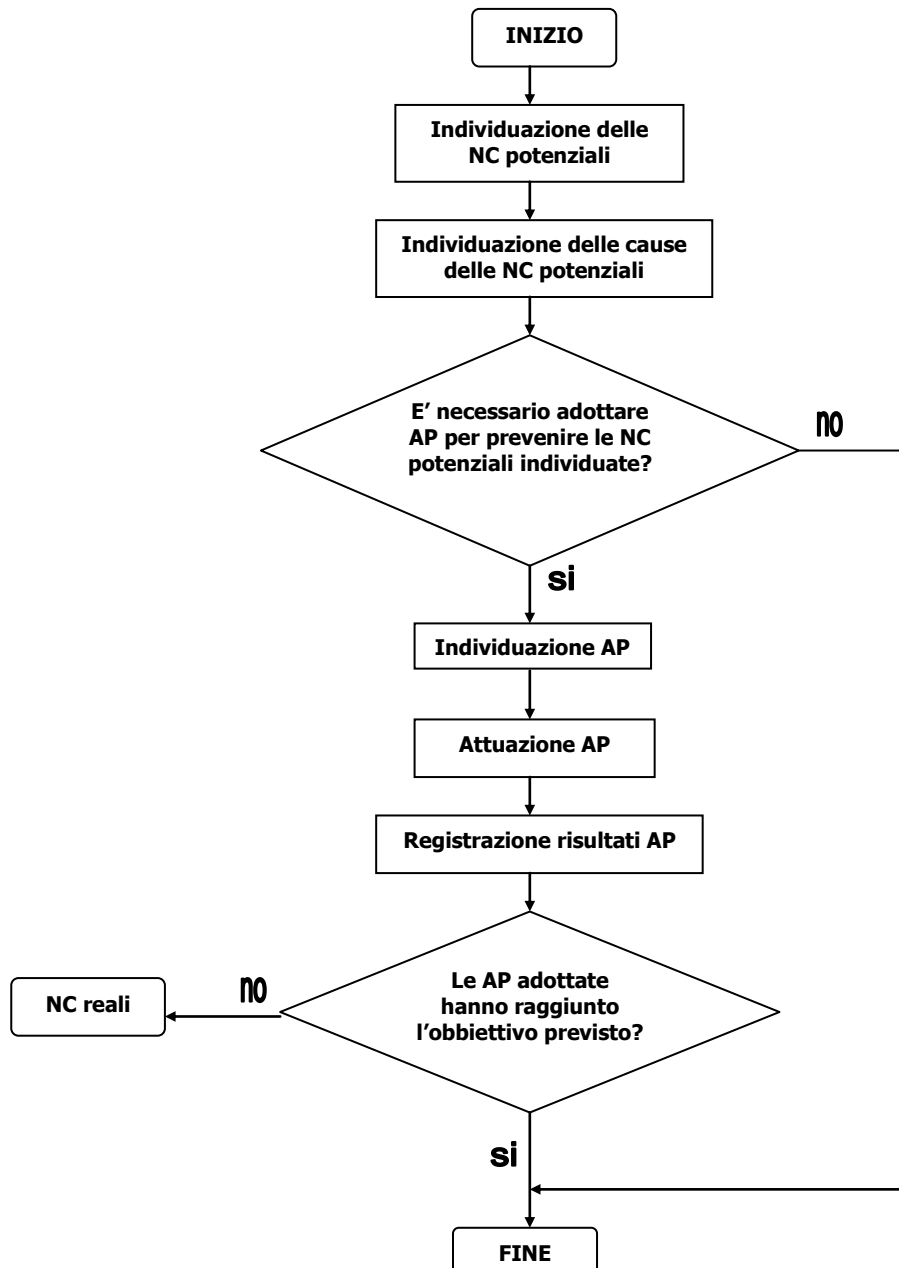 INIZIO
Individuazione delle
NC potenziali
Individuazione delle cause
delle NC potenziali
E’ necessario adottare
AP per prevenire le NC
potenziali individuate?
no
si
Individuazione AP
Attuazione AP
Registrazione risultati AP
Le AP adottate
hanno raggiunto
l’obbiettivo previsto?
no
NC reali
si
FINE